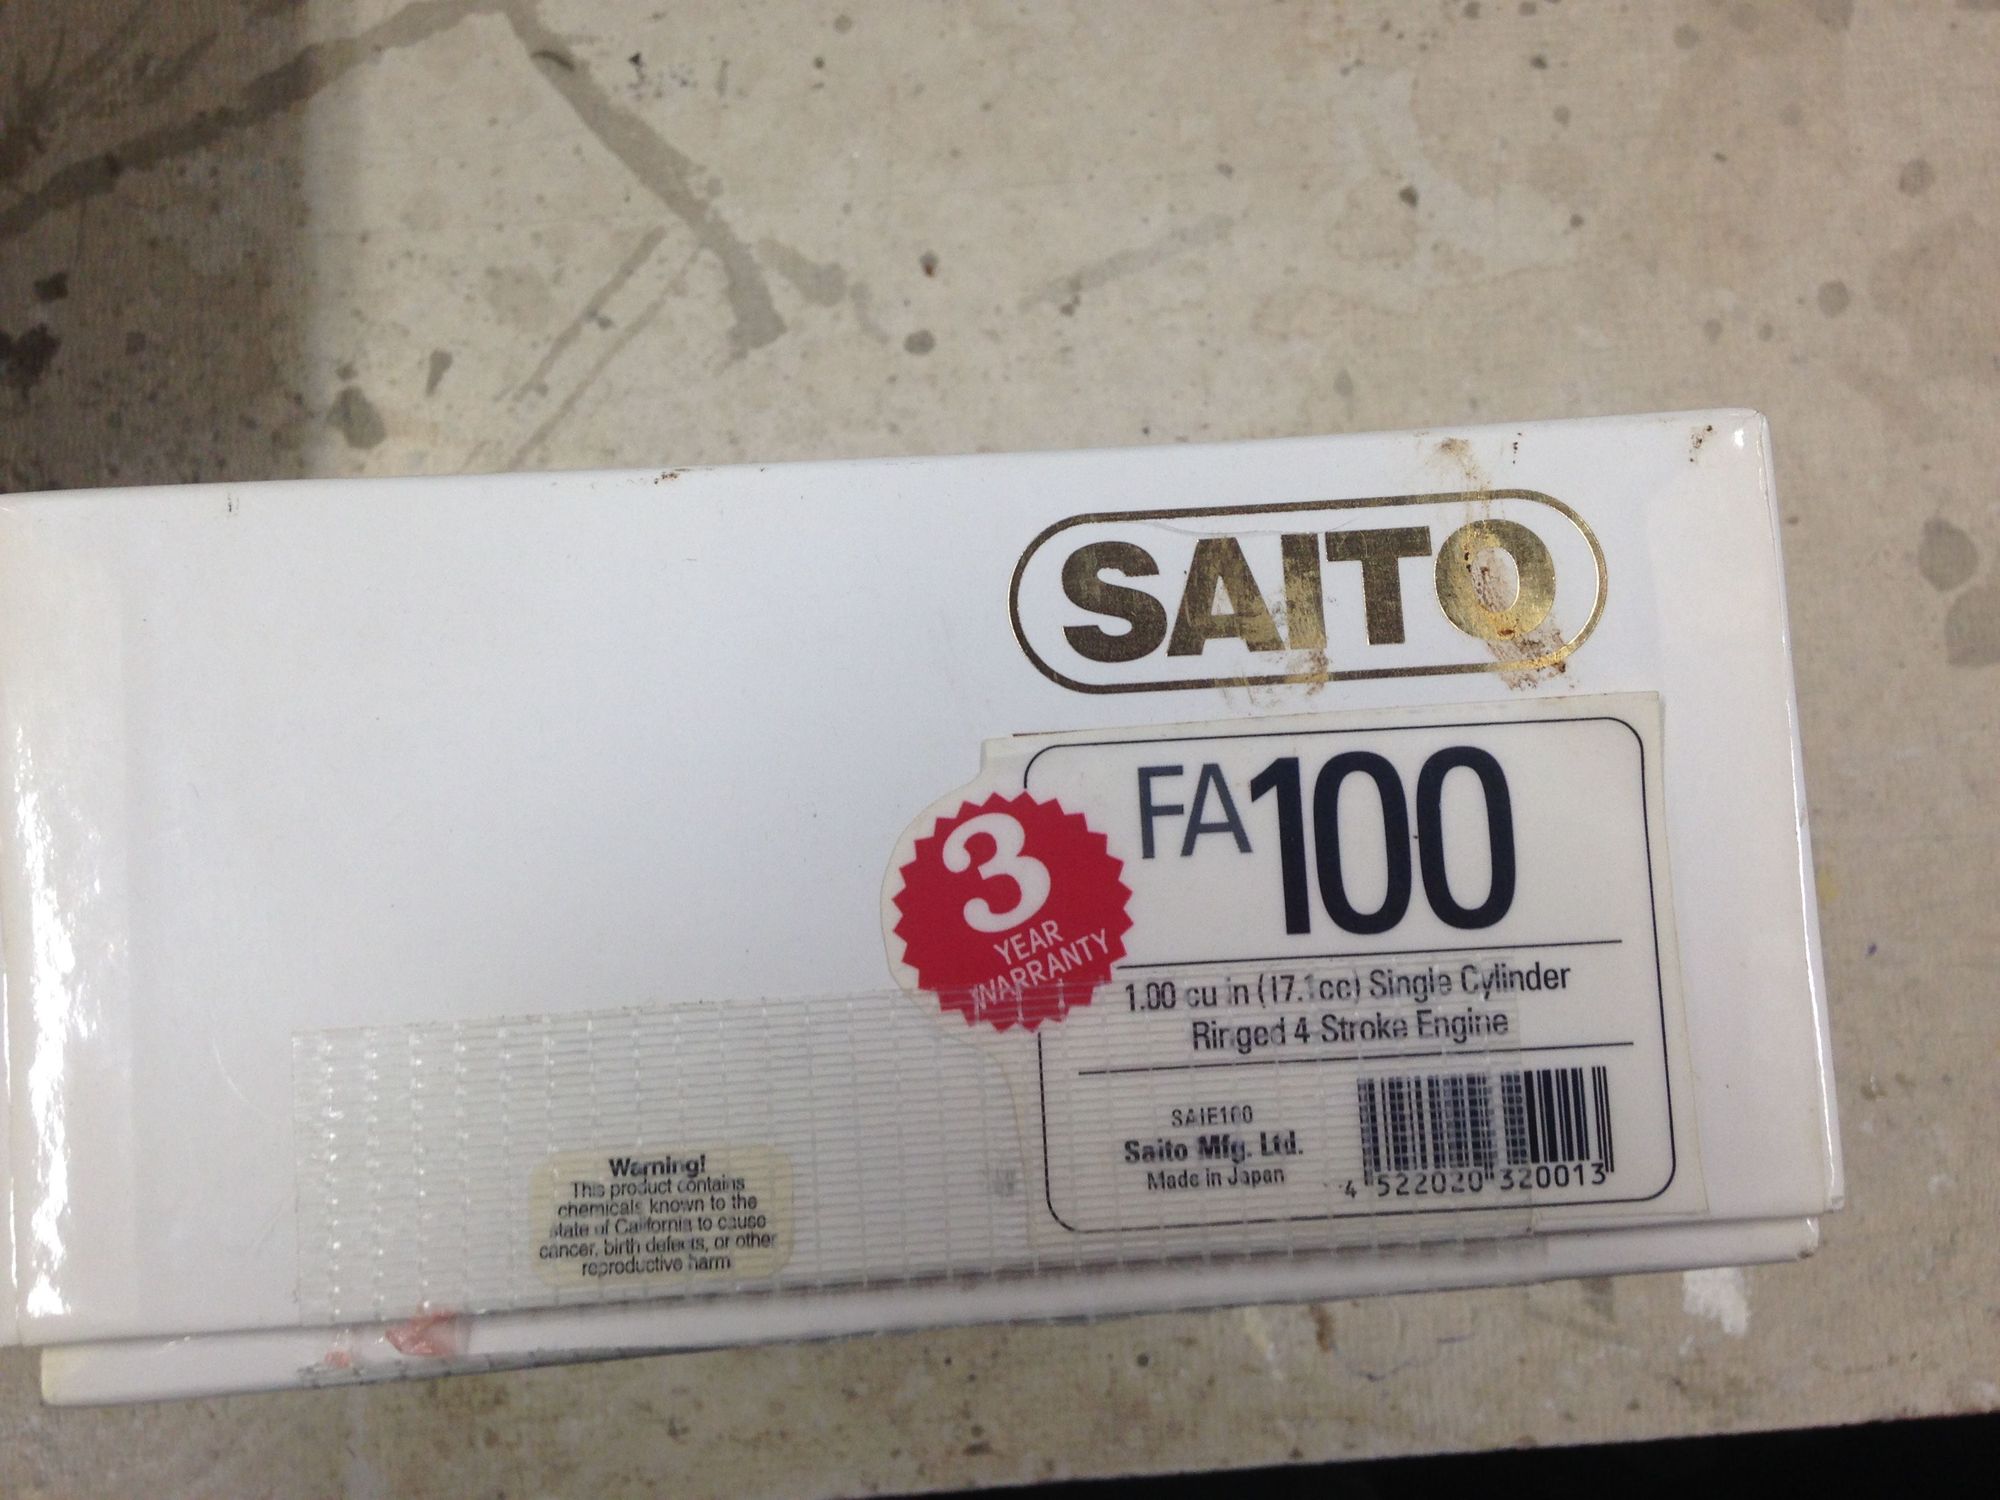 SAITO
FA100
3
YEAR
WARRANTY
1.00 cu in (17.1cc) Single Cylinder
Ringed 4-Stroke Engine
SAIE100
Saito Mfg. Ltd.
Made in Japan
4 522020 320013
Warning!
This product contains
chemicals known to the
state of California to cause
cancer, birth defects, or other
reproductive harm